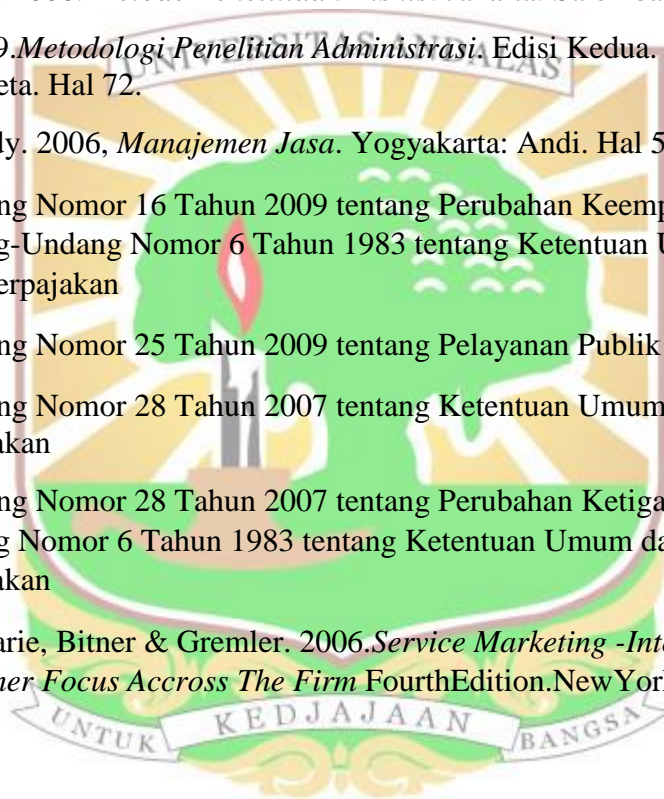 9.Metodologi Penelitian Administrasi. Edisi Kedua.
eta. Hal 72.
dy. 2006, Manajemen Jasa. Yogyakarta: Andi. Hal 5
ng Nomor 16 Tahun 2009 tentang Perubahan Keemp
g-Undang Nomor 6 Tahun 1983 tentang Ketentuan U
erpajakan
ng Nomor 25 Tahun 2009 tentang Pelayanan Publik
ng Nomor 28 Tahun 2007 tentang Ketentuan Umum
akan
ng Nomor 28 Tahun 2007 tentang Perubahan Ketiga
g Nomor 6 Tahun 1983 tentang Ketentuan Umum da
akan
arie, Bitner & Gremler. 2006.Service Marketing -Inte
ner Focus Accross The Firm FourthEdition.NewYork
UNIVERSITAS ANDALAS
UNTUK KEDJAJAAN BANGSA